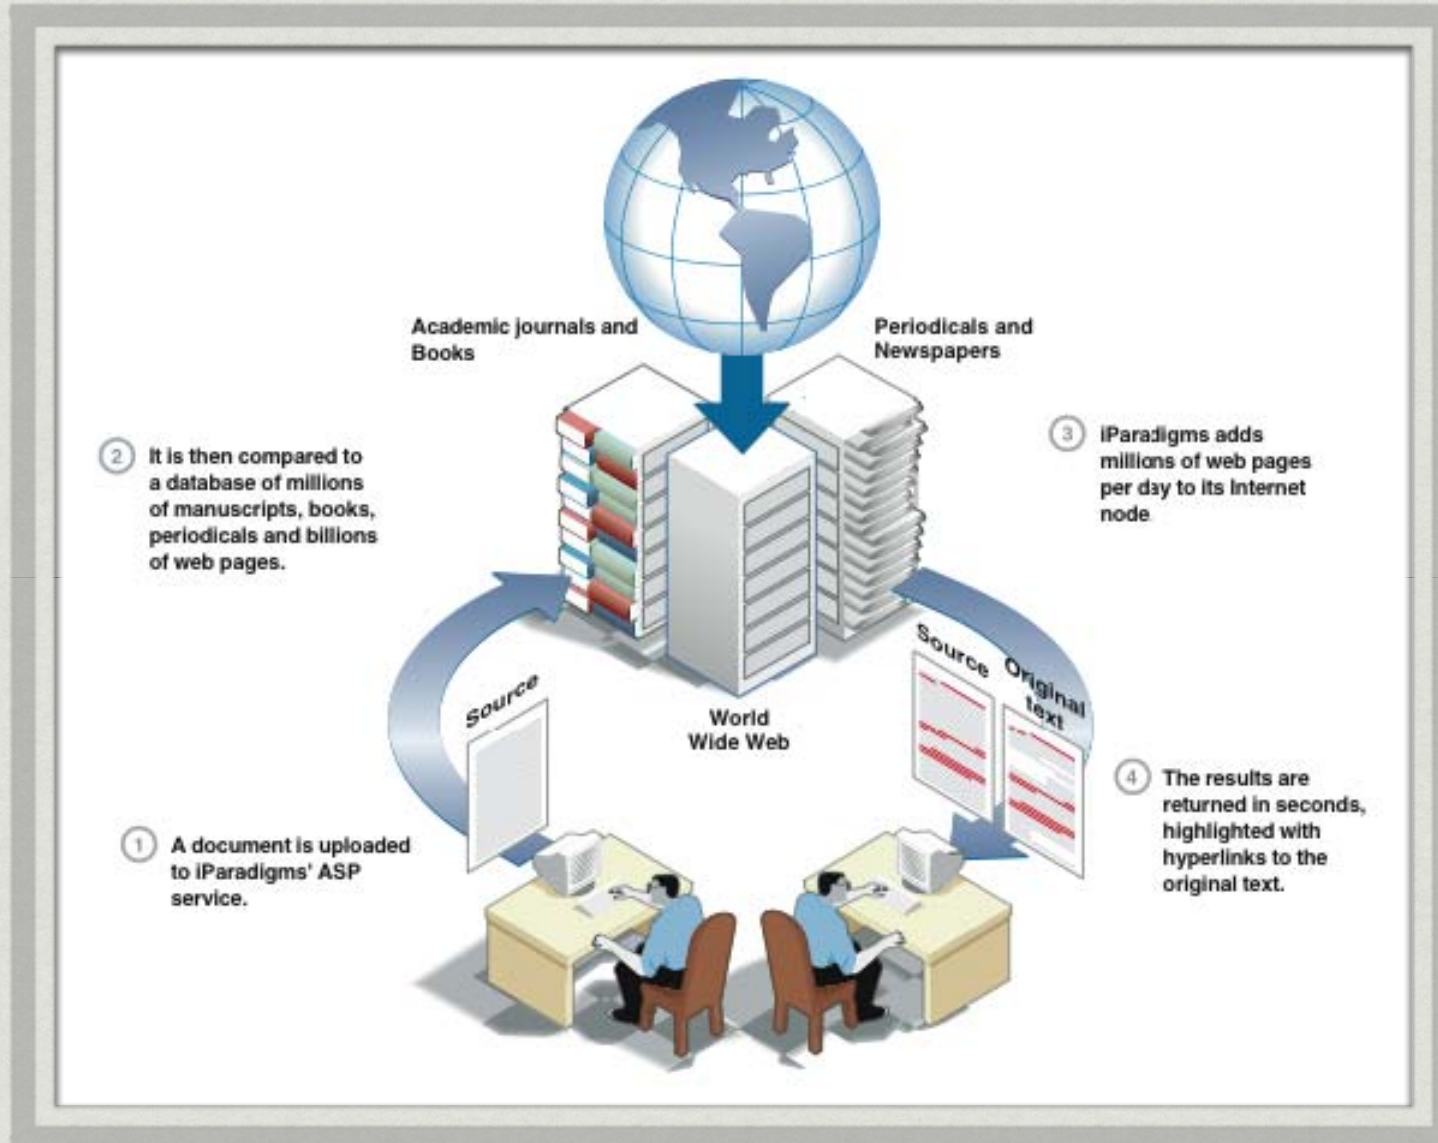 Academic journals and
Books
Periodicals and
Newspapers
2 It is then compared to
a database of millions
of manuscripts, books,
periodicals and billions
of web pages.
3 iParadigms adds
millions of web pages
per day to its Internet
node
Source
World
Wide Web
Source
Original
text
1 A document is uploaded
to iParadigms' ASP
service.
4 The results are
returned in seconds,
highlighted with
hyperlinks to the
original text.